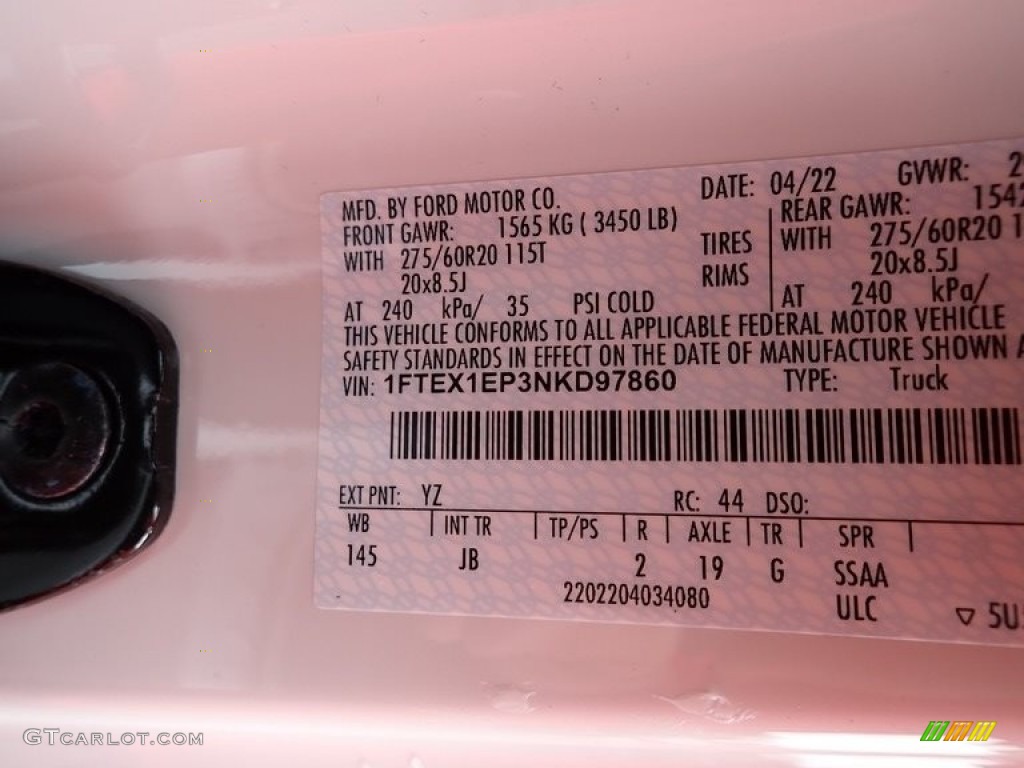 MFD. BY FORD MOTOR CO. DATE: 04/22 GVWR: 2
FRONT GAWR: 1565 KG ( 3450 LB) REAR GAWR: 1542
WITH 275/60R20 115T TIRES WITH 275/60R20 1
20x8.5J RIMS 20x8.5J
AT 240 kPa/ 35 PSI COLD AT 240 kPa/
THIS VEHICLE CONFORMS TO ALL APPLICABLE FEDERAL MOTOR VEHICLE
SAFETY STANDARDS IN EFFECT ON THE DATE OF MANUFACTURE SHOWN A
VIN: 1FTEX1EP3NKD97860 TYPE: Truck
EXT PNT: YZ RC: 44 DSO:
WB INT TR TP/PS R AXLE TR SPR
145 JB 2 19 G SSAA
2202204034080 ULC 5U
GTCARLOT.COM